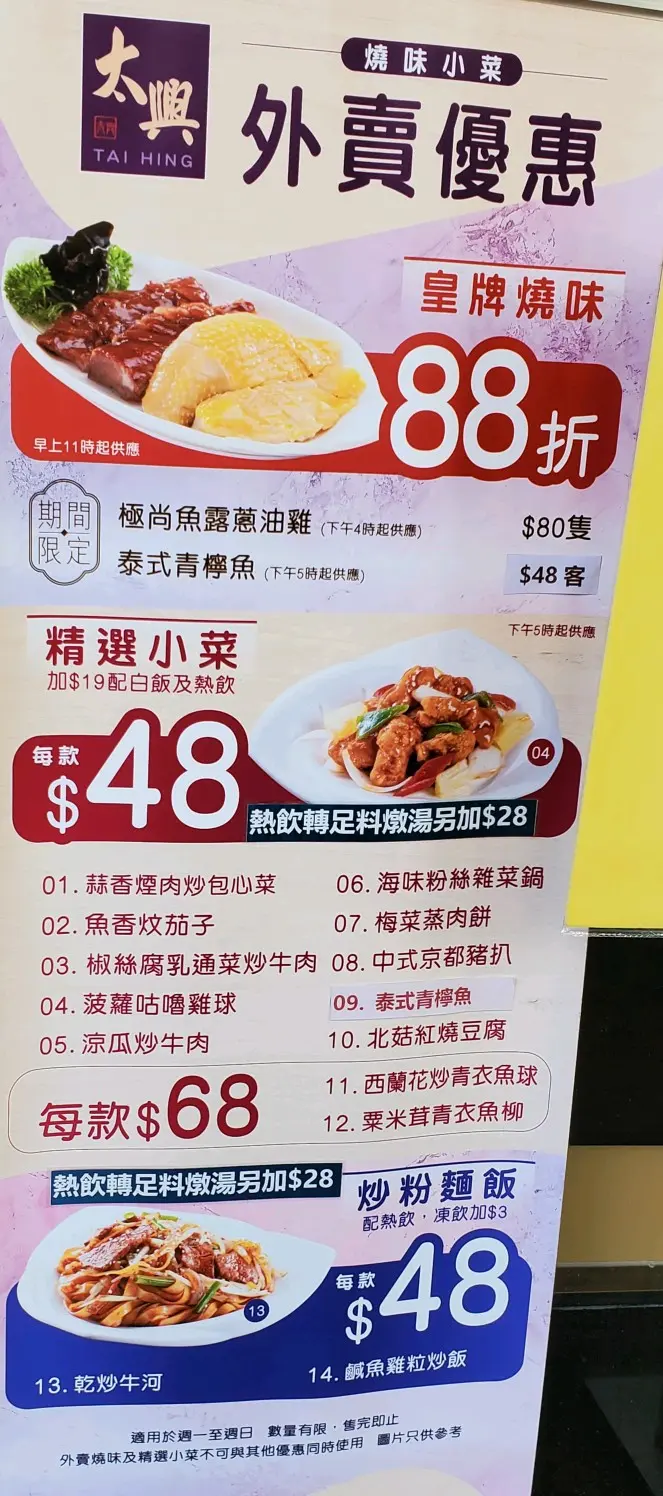 太興
TAI HING
燒味小菜
外賣優惠
皇牌燒味
88折
早上11時起供應
期間限定
極尚魚露蔥油雞 (下午4時起供應) $80隻
泰式青檸魚 (下午5時起供應) $48 客
下午5時起供應
精選小菜
加$19配白飯及熱飲
每款$48
04
熱飲轉足料燉湯另加$28
01. 蒜香煙肉炒包心菜
02. 魚香炆茄子
03. 椒絲腐乳通菜炒牛肉
04. 菠蘿咕嚕雞球
05. 涼瓜炒牛肉
06. 海味粉絲雜菜鍋
07. 梅菜蒸肉餅
08. 中式京都豬扒
09. 泰式青檸魚
10. 北菇紅燒豆腐
每款$68
11. 西蘭花炒青衣魚球
12. 粟米茸青衣魚柳
熱飲轉足料燉湯另加$28
炒粉麵飯
配熱飲，凍飲加$3
每款$48
13
13. 乾炒牛河
14. 鹹魚雞粒炒飯
適用於週一至週日 數量有限，售完即止
外賣燒味及精選小菜不可與其他優惠同時使用 圖片只供參考